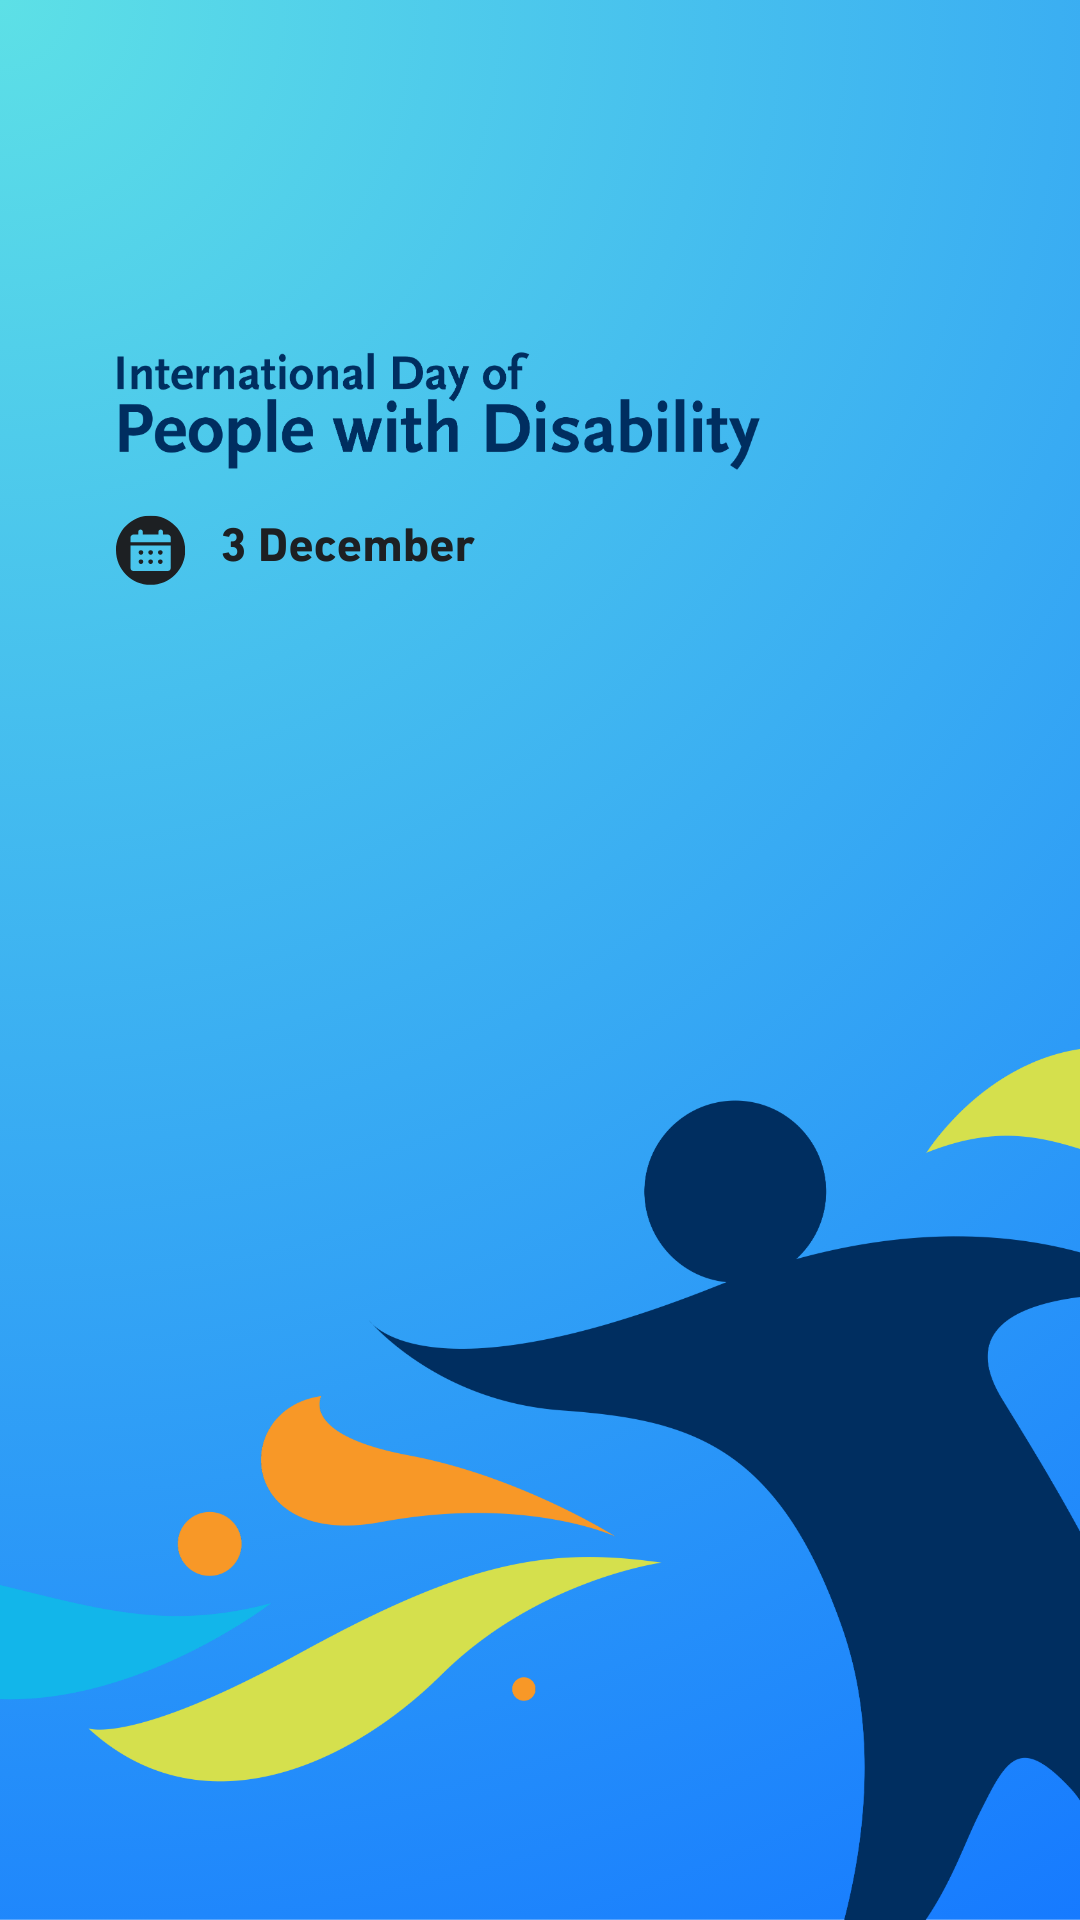 International Day of
People with Disability
3 December